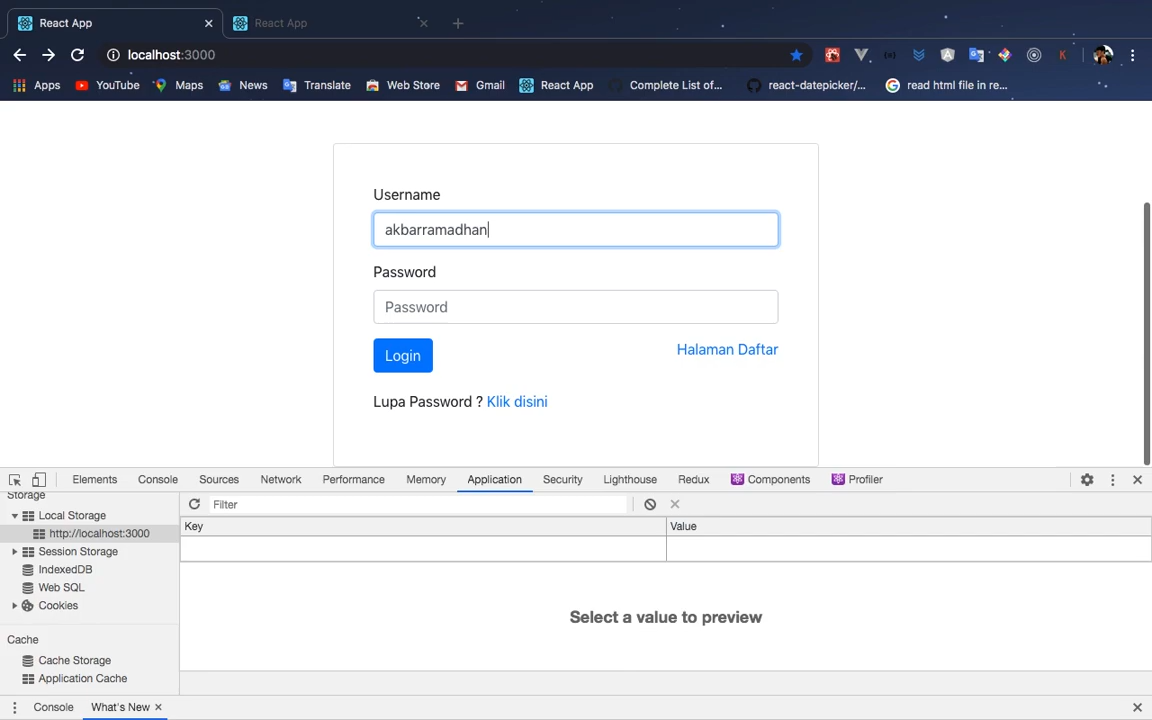 React App
React App
localhost:3000
Apps YouTube Maps News Translate Web Store Gmail React App Complete List of... react-datepicker/... read html file in re...
Username
akbarramadhan
Password
Password
Login Halaman Daftar
Lupa Password ? Klik disini
Elements Console Sources Network Performance Memory Application Security Lighthouse Redux Components Profiler
Storage
Filter
Local Storage
http://localhost:3000
Session Storage
IndexedDB
Web SQL
Cookies
Cache
Cache Storage
Application Cache
Key Value
Select a value to preview
Console What's New